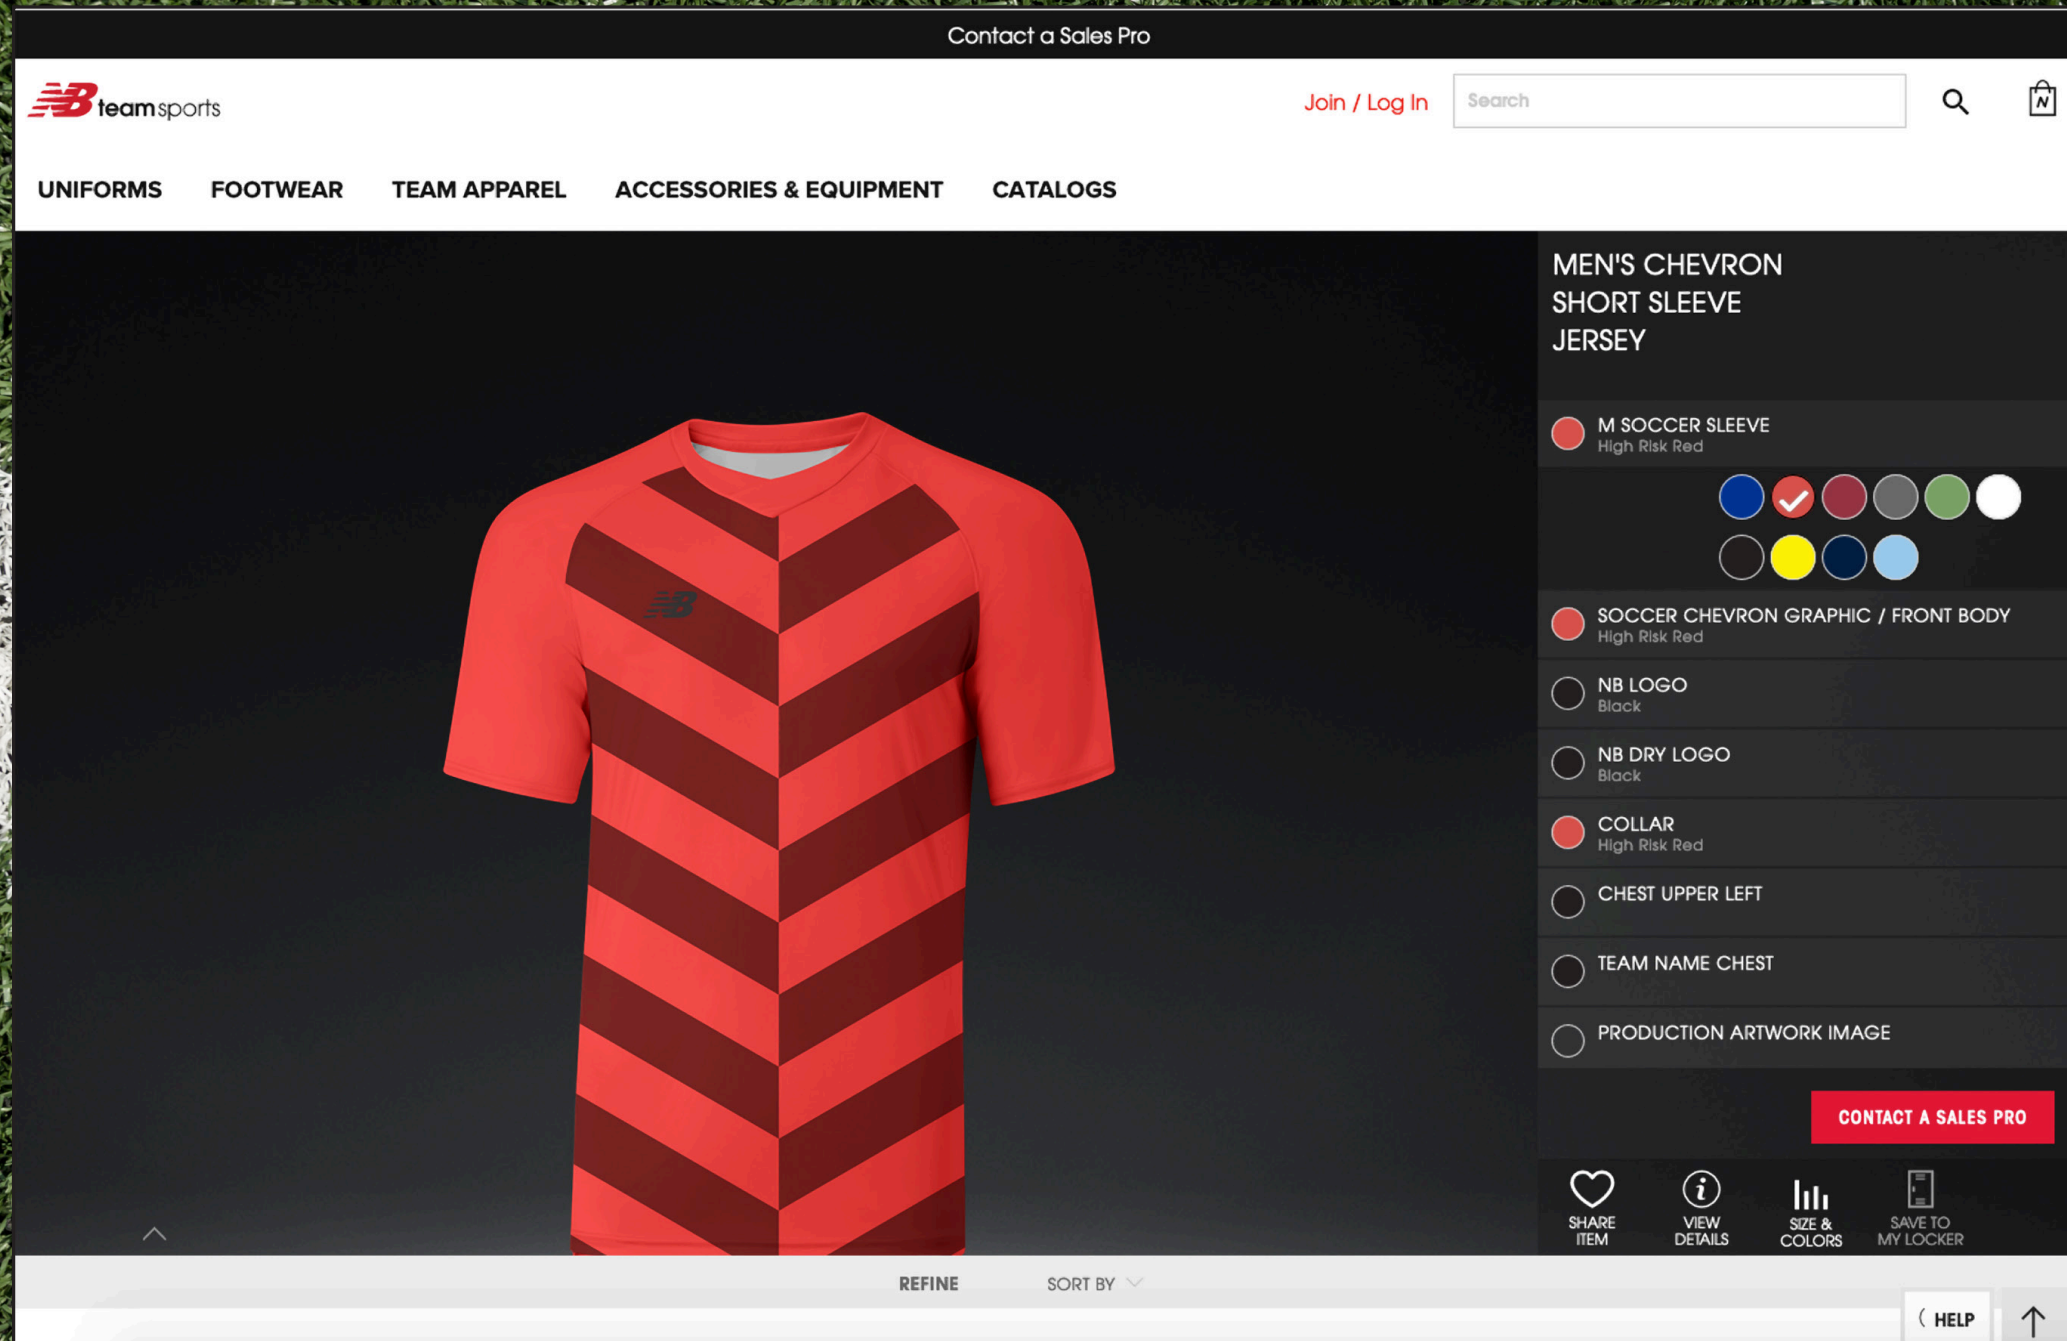 Contact a Sales Pro
NB team sports
Join / Log In
Search
N
UNIFORMS
FOOTWEAR
TEAM APPAREL
ACCESSORIES & EQUIPMENT
CATALOGS
MEN'S CHEVRON
SHORT SLEEVE
JERSEY
M SOCCER SLEEVE
High Risk Red
SOCCER CHEVRON GRAPHIC / FRONT BODY
High Risk Red
NB LOGO
Black
NB DRY LOGO
Black
COLLAR
High Risk Red
CHEST UPPER LEFT
TEAM NAME CHEST
PRODUCTION ARTWORK IMAGE
NB
CONTACT A SALES PRO
SHARE
ITEM
VIEW
DETAILS
SIZE &
COLORS
SAVE TO
MY LOCKER
REFINE
SORT BY
HELP